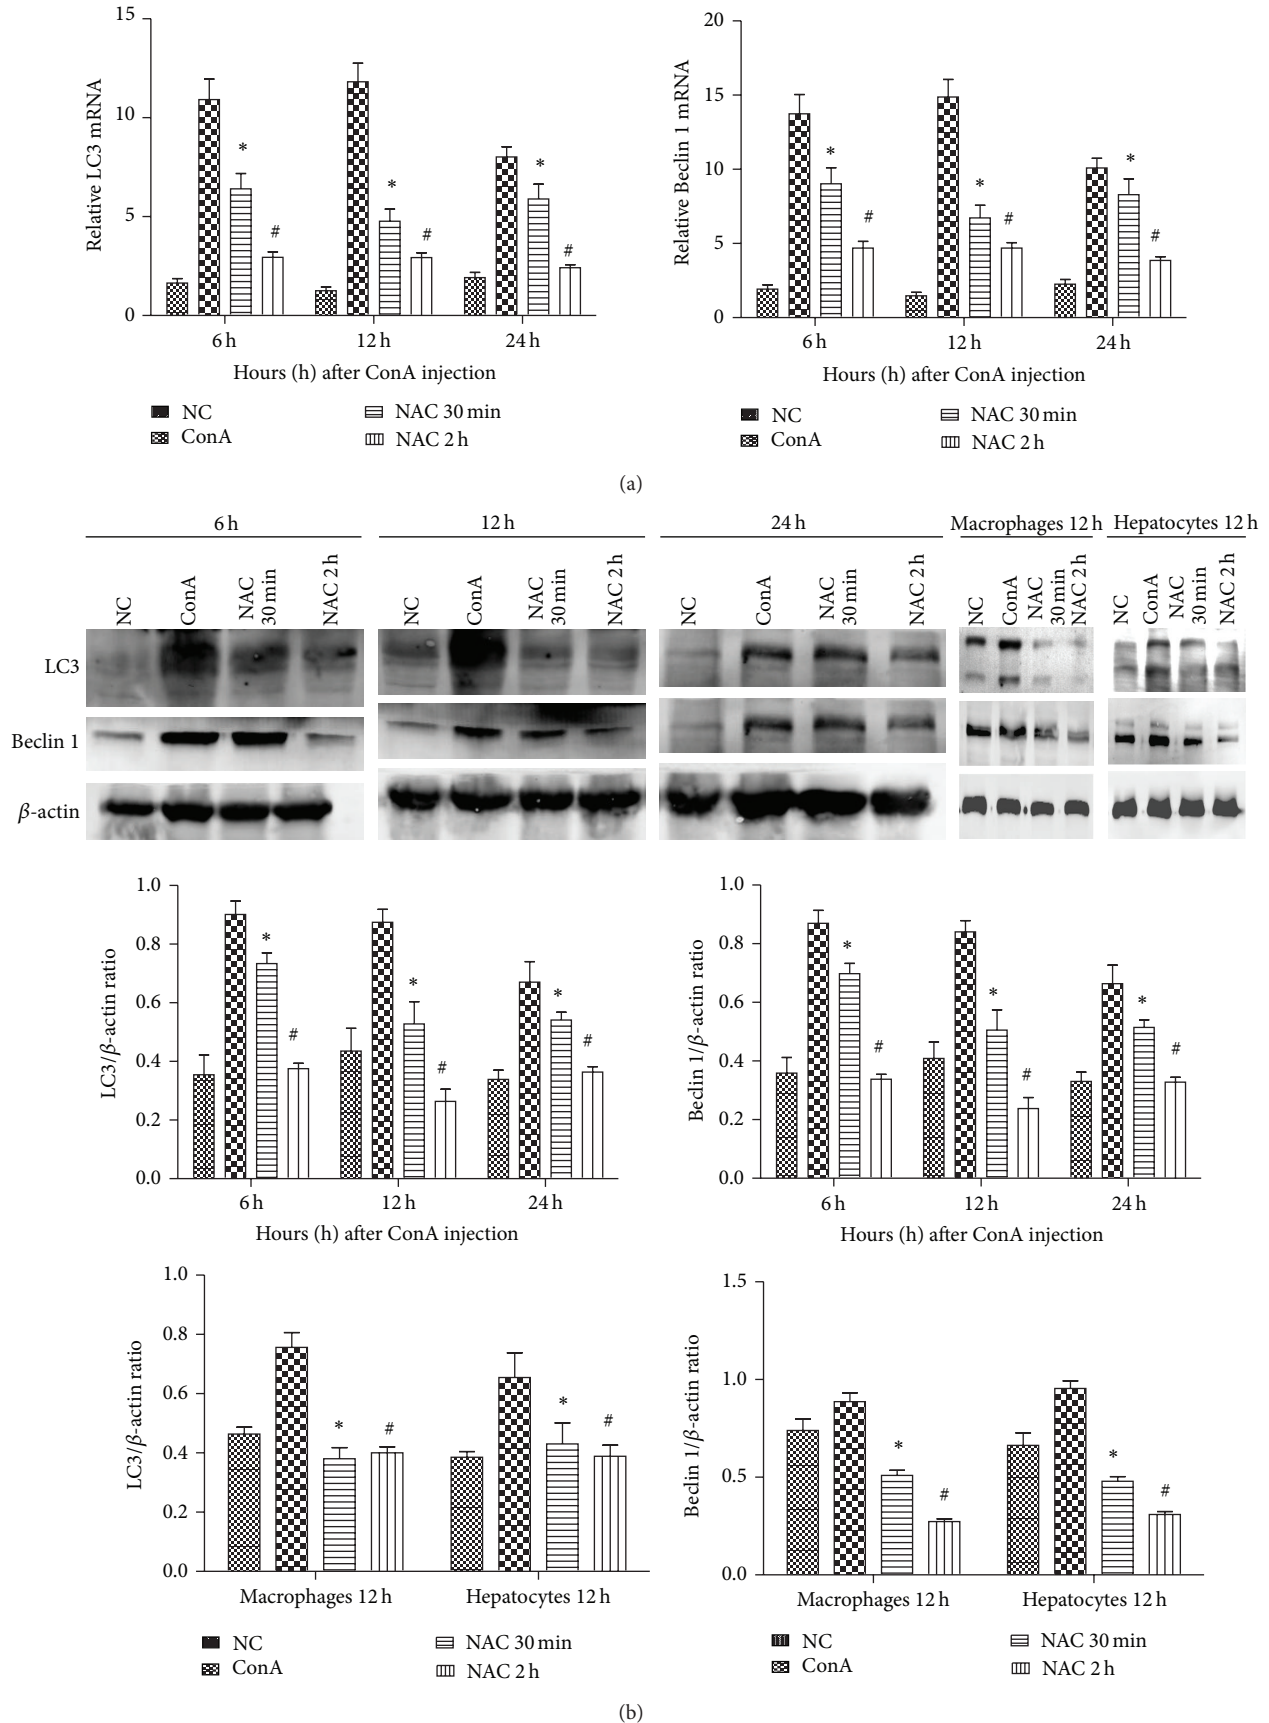 15
10
5
0
Relative LC3 mRNA
*
#
*
#
*
#
6 h
12 h
24 h
Hours (h) after ConA injection
NC
ConA
NAC 30 min
NAC 2 h
20
15
10
5
0
Relative Beclin 1 mRNA
*
#
*
#
*
#
6 h
12 h
24 h
Hours (h) after ConA injection
NC
ConA
NAC 30 min
NAC 2 h
(a)
6 h
12 h
24 h
Macrophages 12 h
Hepatocytes 12 h
NC
ConA
NAC
30 min
NAC 2 h
NC
ConA
NAC
30 min
NAC 2 h
NC
ConA
NAC
30 min
NAC 2 h
NC
ConA
NAC
30 min
NAC 2 h
NC
ConA
NAC
30 min
NAC 2 h
LC3
Beclin 1
β-actin
1.0
0.8
0.6
0.4
0.2
0.0
LC3/β-actin ratio
*
#
*
#
*
#
6 h
12 h
24 h
Hours (h) after ConA injection
1.0
0.8
0.6
0.4
0.2
0.0
Beclin 1/β-actin ratio
*
#
*
#
*
#
6 h
12 h
24 h
Hours (h) after ConA injection
1.0
0.8
0.6
0.4
0.2
0.0
LC3/β-actin ratio
*
#
*
#
Macrophages 12 h
Hepatocytes 12 h
NC
ConA
NAC 30 min
NAC 2 h
1.5
1.0
0.5
0.0
Beclin 1/β-actin ratio
*
#
*
#
Macrophages 12 h
Hepatocytes 12 h
NC
ConA
NAC 30 min
NAC 2 h
(b)